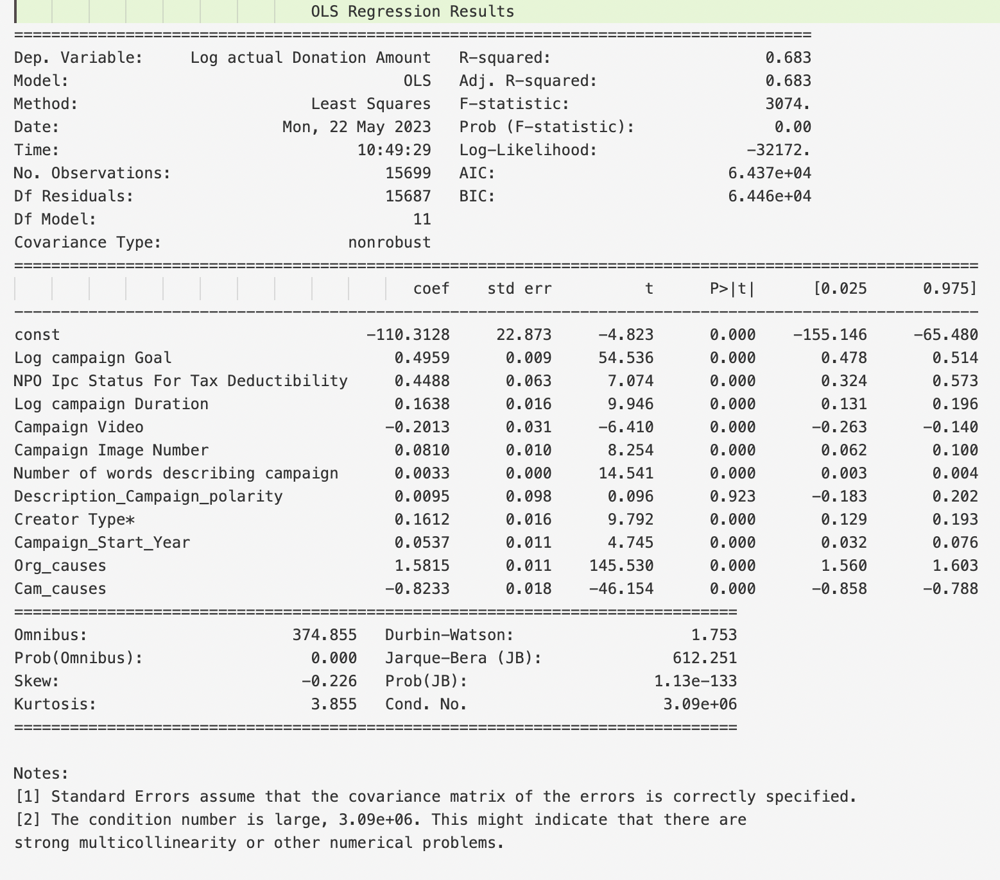 OLS Regression Results
==============================================================================
Dep. Variable: Log actual Donation Amount R-squared: 0.683
Model: OLS Adj. R-squared: 0.683
Method: Least Squares F-statistic: 3074.
Date: Mon, 22 May 2023 Prob (F-statistic): 0.00
Time: 10:49:29 Log-Likelihood: -32172.
No. Observations: 15699 AIC: 6.437e+04
Df Residuals: 15687 BIC: 6.446e+04
Df Model: 11
Covariance Type: nonrobust
==============================================================================
coef std err t P>|t| [0.025 0.975]
------------------------------------------------------------------------------
const -110.3128 22.873 -4.823 0.000 -155.146 -65.480
Log campaign Goal 0.4959 0.009 54.536 0.000 0.478 0.514
NPO Ipc Status For Tax Deductibility 0.4488 0.063 7.074 0.000 0.324 0.573
Log campaign Duration 0.1638 0.016 9.946 0.000 0.131 0.196
Campaign Video -0.2013 0.031 -6.410 0.000 -0.263 -0.140
Campaign Image Number 0.0810 0.010 8.254 0.000 0.062 0.100
Number of words describing campaign 0.0033 0.000 14.541 0.000 0.003 0.004
Description_Campaign_polarity 0.0095 0.098 0.096 0.923 -0.183 0.202
Creator Type* 0.1612 0.016 9.792 0.000 0.129 0.193
Campaign_Start_Year 0.0537 0.011 4.745 0.000 0.032 0.076
Org_causes 1.5815 0.011 145.530 0.000 1.560 1.603
Cam_causes -0.8233 0.018 -46.154 0.000 -0.858 -0.788
==============================================================================
Omnibus: 374.855 Durbin-Watson: 1.753
Prob(Omnibus): 0.000 Jarque-Bera (JB): 612.251
Skew: -0.226 Prob(JB): 1.13e-133
Kurtosis: 3.855 Cond. No. 3.09e+06
==============================================================================
Notes:
[1] Standard Errors assume that the covariance matrix of the errors is correctly specified.
[2] The condition number is large, 3.09e+06. This might indicate that there are
strong multicollinearity or other numerical problems.